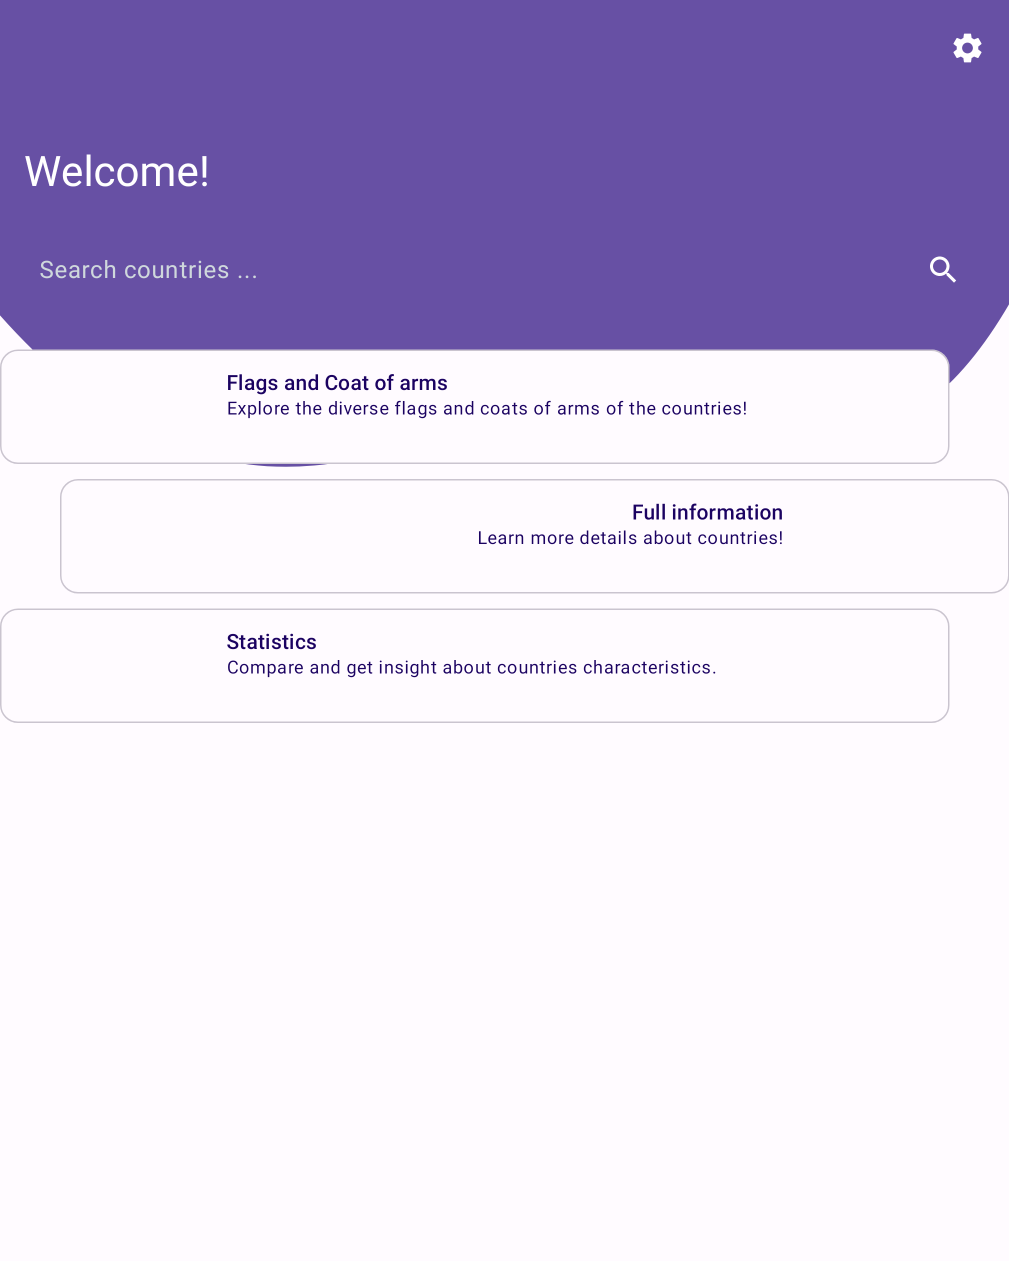 Welcome!
Search countries ...
Flags and Coat of arms
Explore the diverse flags and coats of arms of the countries!
Full information
Learn more details about countries!
Statistics
Compare and get insight about countries characteristics.